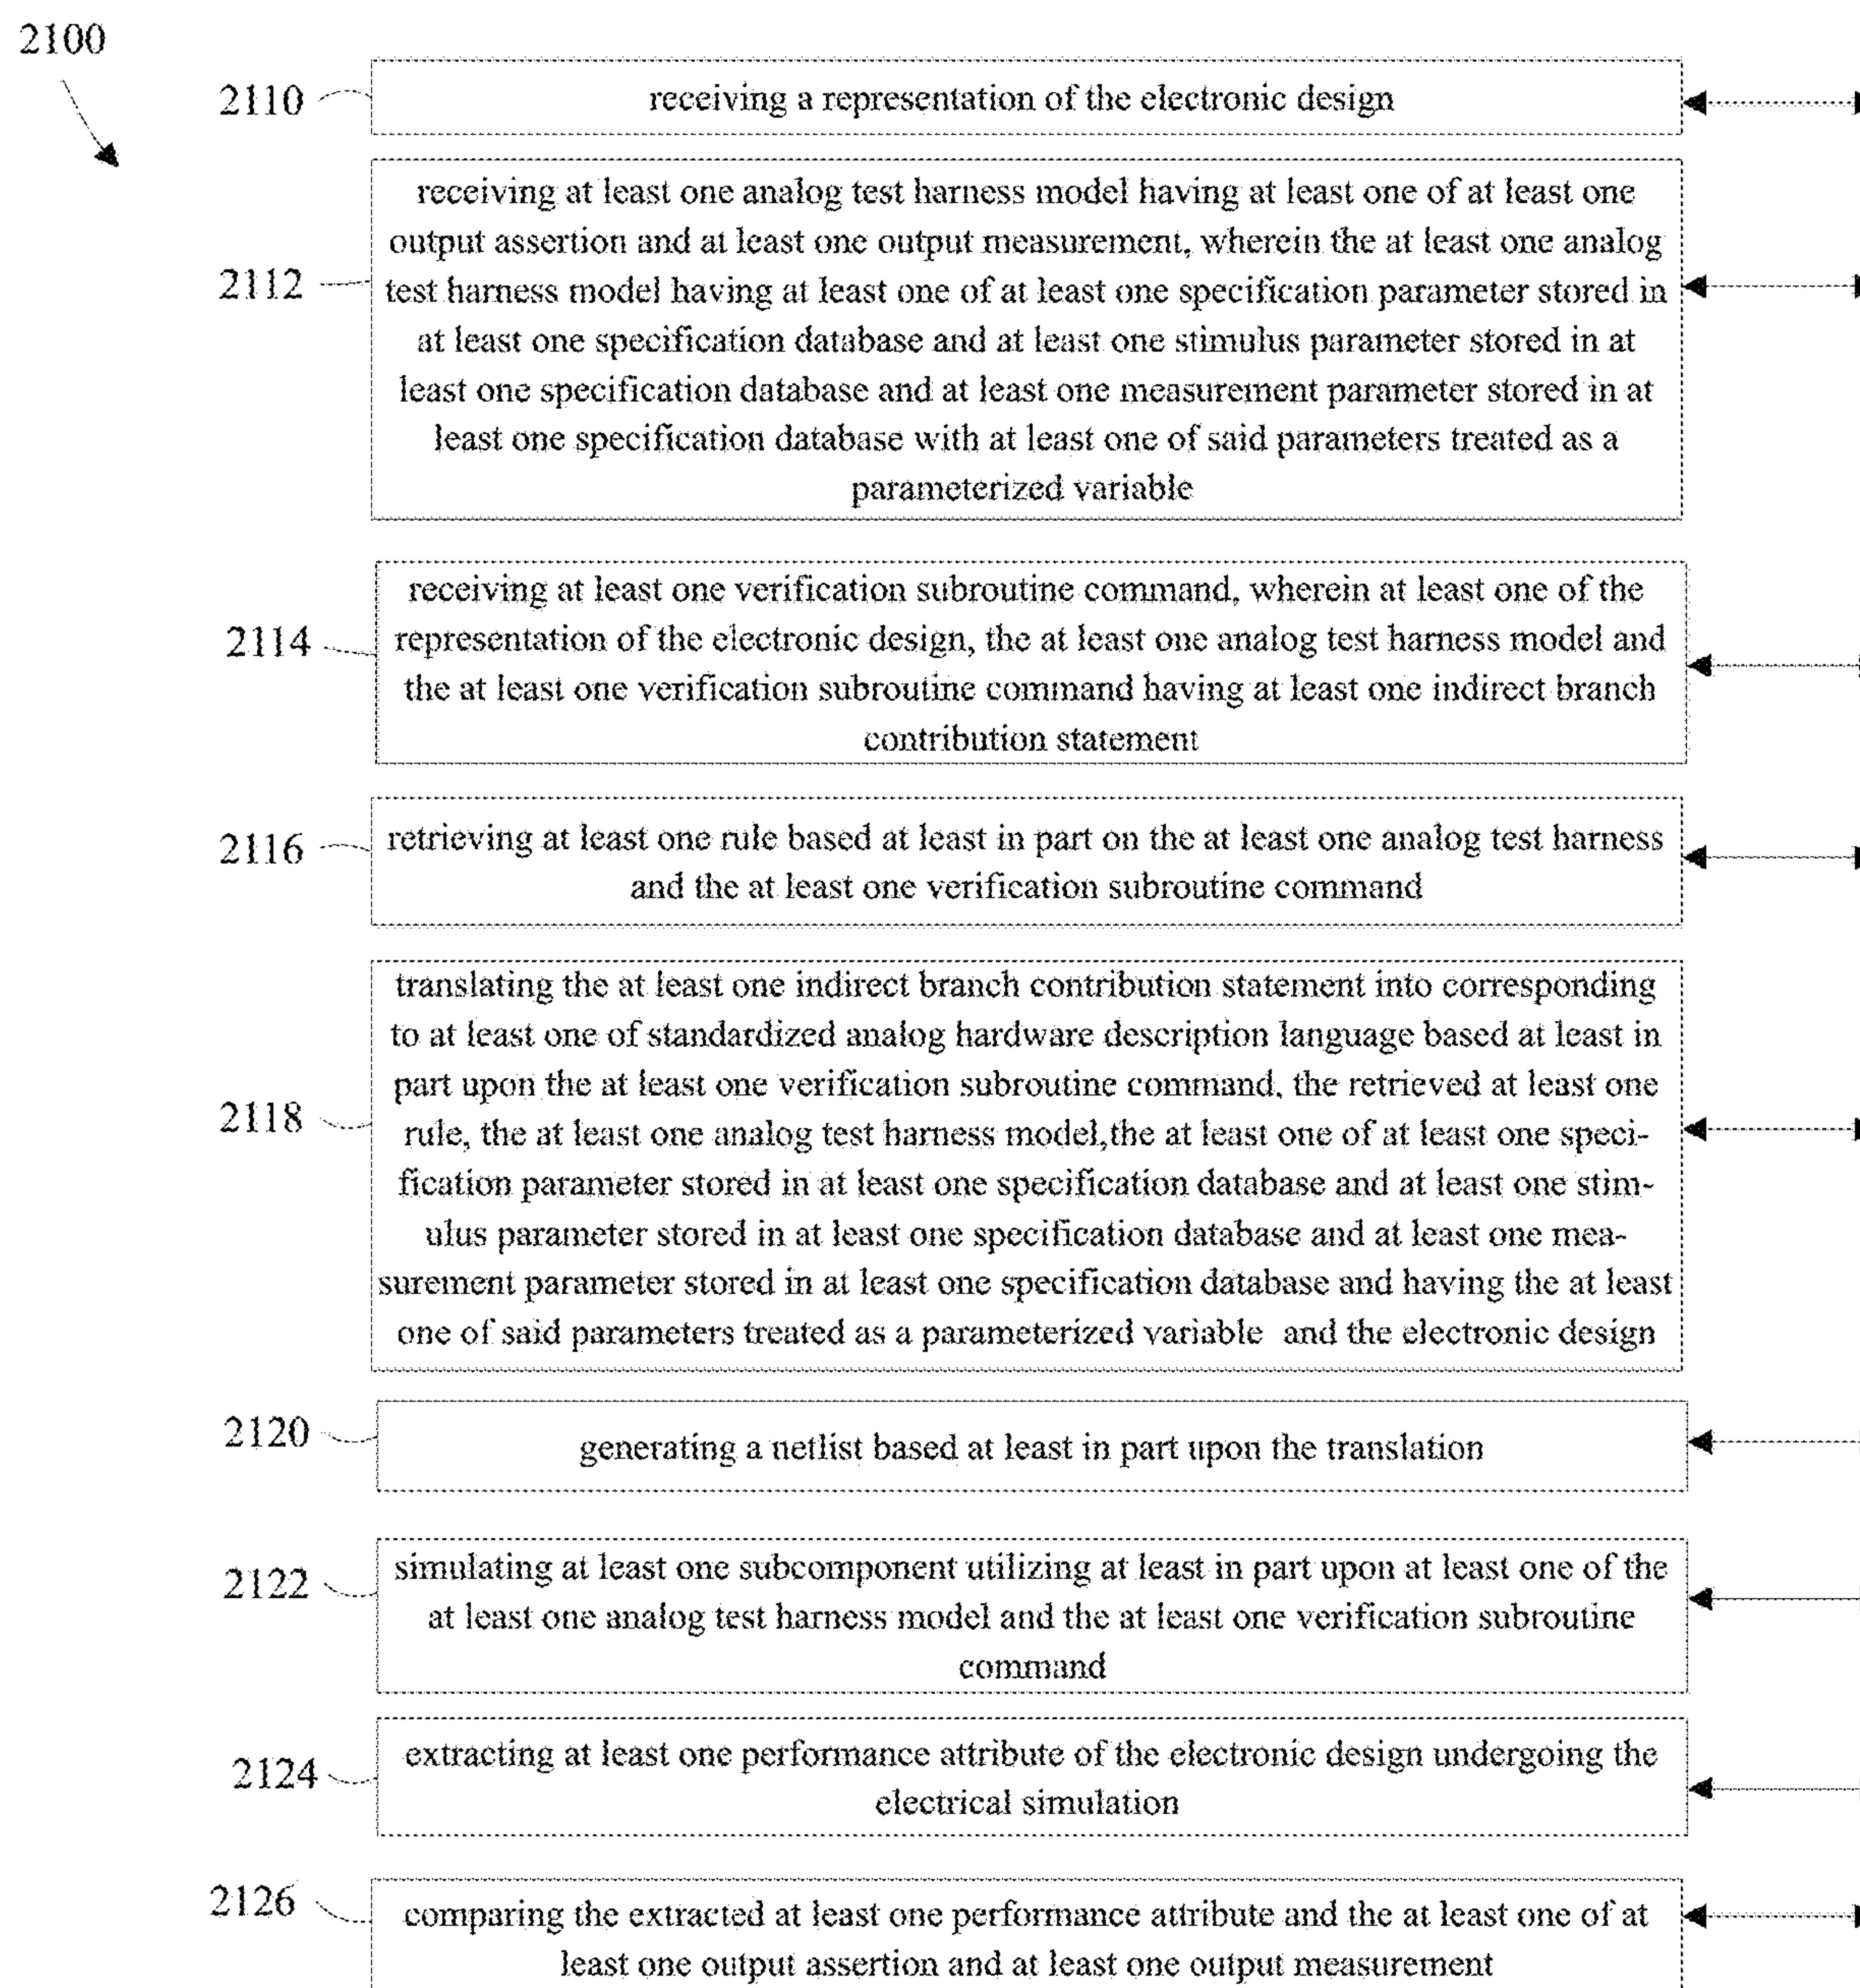 2100
2110
receiving a representation of the electronic design
2112
receiving at least one analog test harness model having at least one of at least one
output assertion and at least one output measurement, wherein the at least one analog
test harness model having at least one of at least one specification parameter stored in
at least one specification database and at least one stimulus parameter stored in at
least one specification database and at least one measurement parameter stored in at
least one specification database with at least one of said parameters treated as a
parameterized variable
2114
receiving at least one verification subroutine command, wherein at least one of the
representation of the electronic design, the at least one analog test harness model and
the at least one verification subroutine command having at least one indirect branch
contribution statement
2116
retrieving at least one rule based at least in part on the at least one analog test harness
and the at least one verification subroutine command
2118
translating the at least one indirect branch contribution statement into corresponding
to at least one of standardized analog hardware description language based at least in
part upon the at least one verification subroutine command, the retrieved at least one
rule, the at least one analog test harness model,the at least one of at least one speci-
fication parameter stored in at least one specification database and at least one stim-
ulus parameter stored in at least one specification database and at least one mea-
surement parameter stored in at least one specification database and having the at least
one of said parameters treated as a parameterized variable and the electronic design
2120
generating a netlist based at least in part upon the translation
2122
simulating at least one subcomponent utilizing at least in part upon at least one of the
at least one analog test harness model and the at least one verification subroutine
command
2124
extracting at least one performance attribute of the electronic design undergoing the
electrical simulation
2126
comparing the extracted at least one performance attribute and the at least one of at
least one output assertion and at least one output measurement